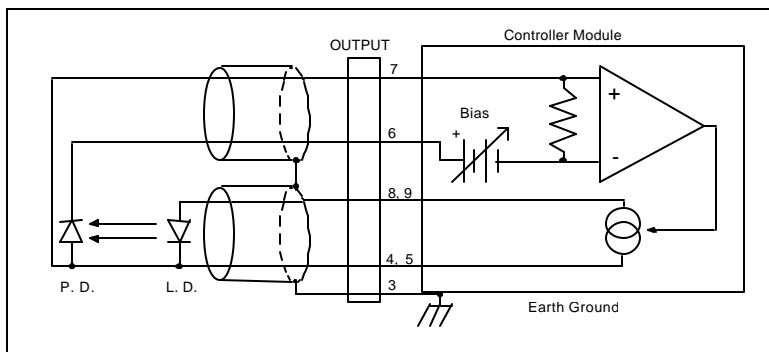 OUTPUT
Controller Module
7
+
Bias
6
+
-
8, 9
4, 5
P. D.
L. D.
3
Earth Ground